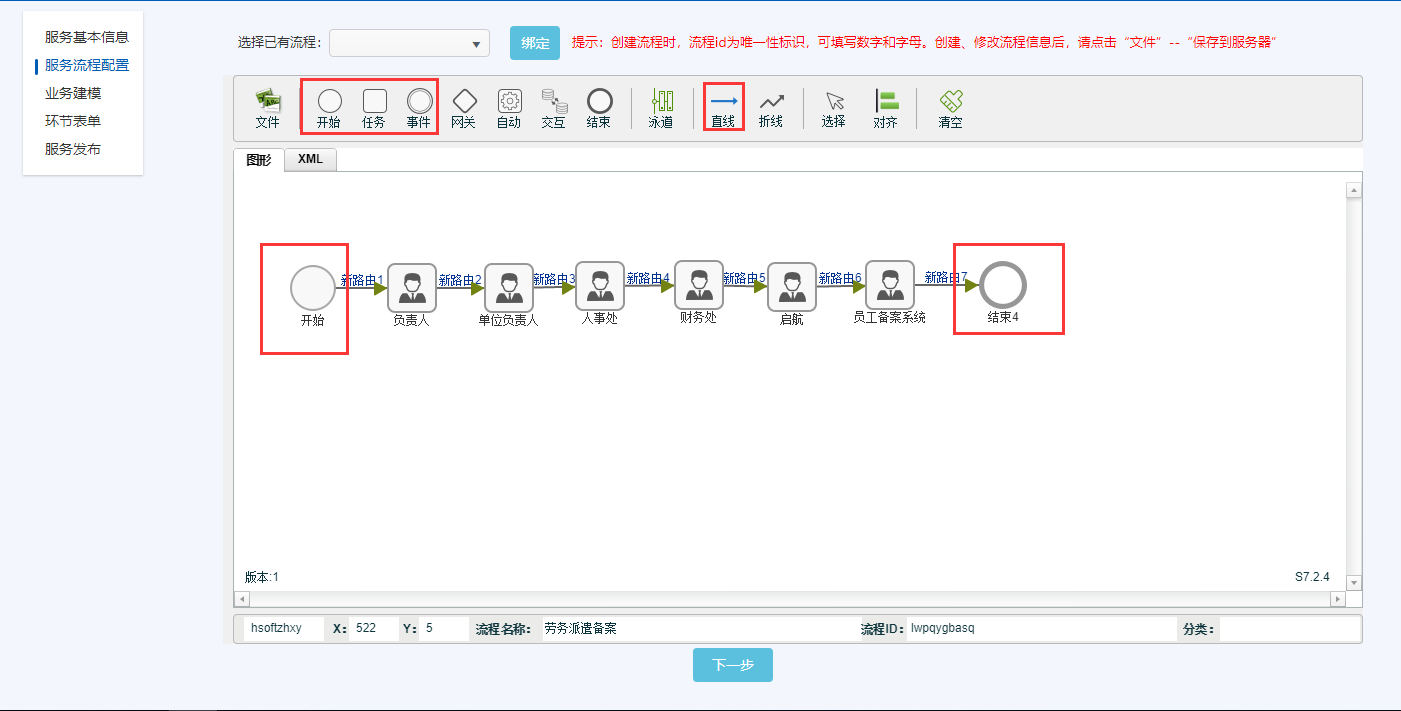 服务基本信息
服务流程配置
业务建模
环节表单
服务发布
选择已有流程：
绑定
提示：创建流程时，流程id为唯一性标识，可填写数字和字母。创建、修改流程信息后，请点击“文件”--“保存到服务器”
文件 开始 任务 事件 网关 自动 交互 结束 泳道 直线 折线 选择 对齐 清空
图形 XML
新路由1 新路由2 新路由3 新路由4 新路由5 新路由6 新路由7
开始 负责人 单位负责人 人事处 财务处 启航 员工备案系统 结束4
版本:1 S7.2.4
hsoftzhxy X： 522 Y： 5 流程名称： 劳务派遣备案 流程ID： lwpqygbasq 分类：
下一步